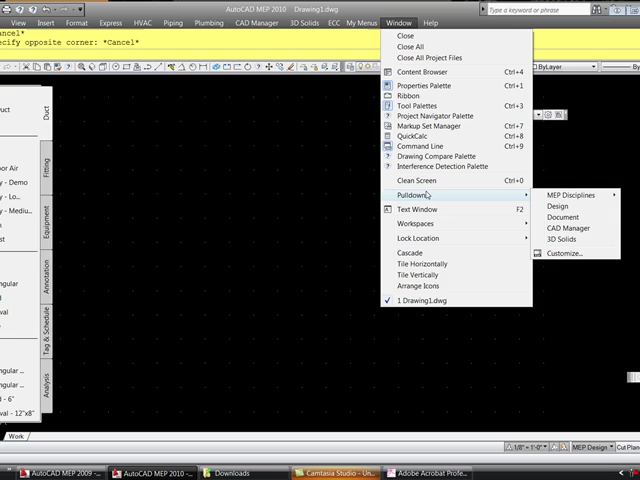 AutoCAD MEP 2010 Drawing1.dwg
Type a keyword or phrase
View Insert Format Express HVAC Piping Plumbing CAD Manager 3D Solids ECC My Menus Window Help
ancel*
ecify opposite corner: *Cancel*
Close
Close All
Close All Project Files
Content Browser Ctrl+4
Properties Palette Ctrl+1
Ribbon
Tool Palettes Ctrl+3
Project Navigator Palette
Markup Set Manager Ctrl+7
QuickCalc Ctrl+8
Command Line Ctrl+9
Drawing Compare Palette
Interference Detection Palette
Clean Screen Ctrl+0
Pulldowns
Text Window F2
Workspaces
Lock Location
Cascade
Tile Horizontally
Tile Vertically
Arrange Icons
1 Drawing1.dwg
MEP Disciplines
Design
Document
CAD Manager
3D Solids
Customize...
ByLayer
By
duct
oor Air
y - Demo
y - Lo...
y - Mediu...
st
ngular
d
val
ngular ...
ngular ...
d - 6"
val - 12"x8"
Duct
Fitting
Equipment
Annotation
Tag & Schedule
Analysis
Work
1/8" = 1'-0"
MEP Design
Cut Plane
AutoCAD MEP 2009 -...
AutoCAD MEP 2010 -...
Downloads
Camtasia Studio - Un...
Adobe Acrobat Profe...